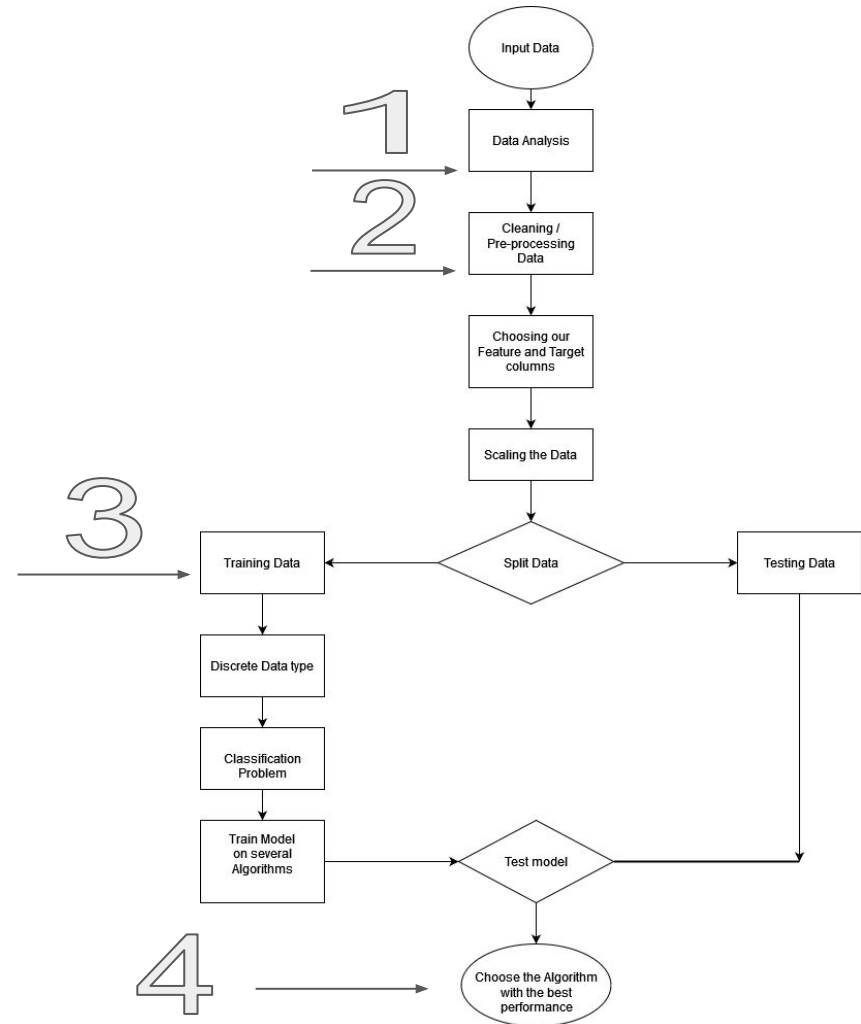 Input Data
1
Data Analysis
2
Cleaning /
Pre-processing
Data
Choosing our
Feature and Target
columns
Scaling the Data
3
Training Data
Split Data
Testing Data
Discrete Data type
Classification
Problem
Train Model
on several
Algorithms
Test model
4
Choose the Algorithm
with the best
performance